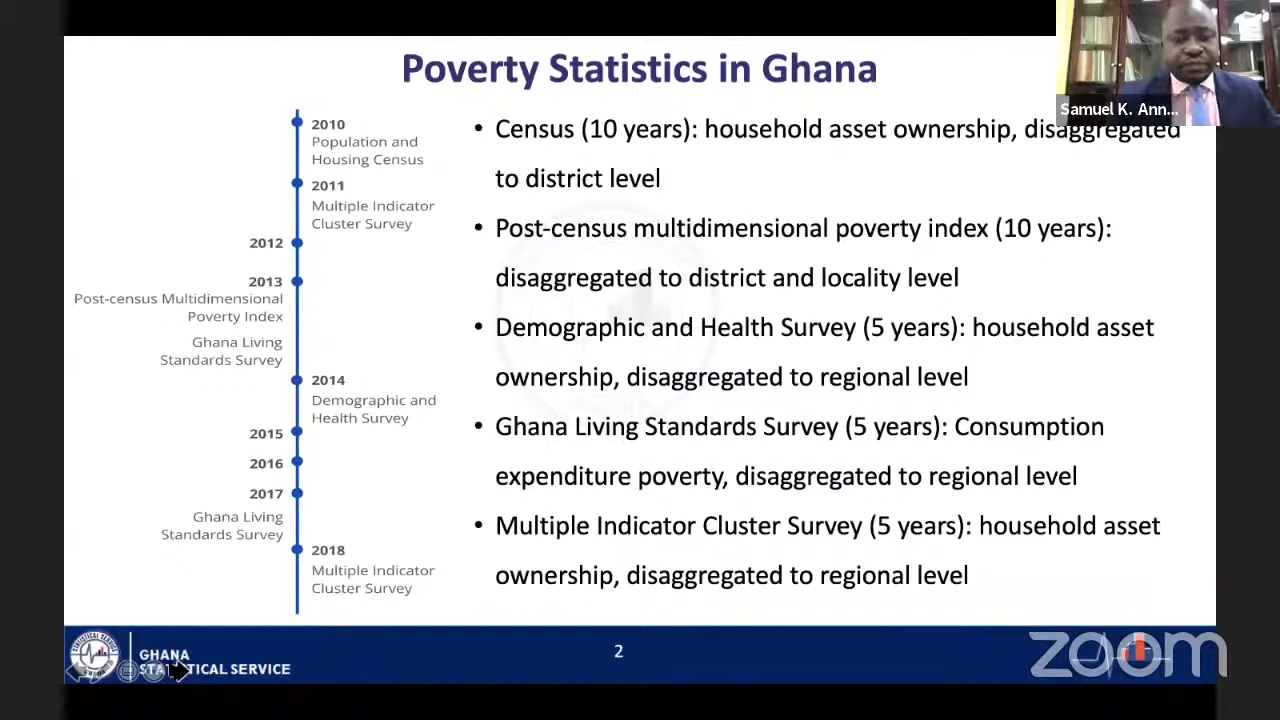 Poverty Statistics in Ghana
Samuel K. Ann...
2010
Population and
Housing Census
2011
Multiple Indicator
Cluster Survey
2012
2013
Post-census Multidimensional
Poverty Index
Ghana Living
Standards Survey
2014
Demographic and
Health Survey
2015
2016
2017
Ghana Living
Standards Survey
2018
Multiple Indicator
Cluster Survey
• Census (10 years): household asset ownership, disaggregated
to district level
• Post-census multidimensional poverty index (10 years):
disaggregated to district and locality level
• Demographic and Health Survey (5 years): household asset
ownership, disaggregated to regional level
• Ghana Living Standards Survey (5 years): Consumption
expenditure poverty, disaggregated to regional level
• Multiple Indicator Cluster Survey (5 years): household asset
ownership, disaggregated to regional level
GHANA
STATISTICAL SERVICE
2
zoom